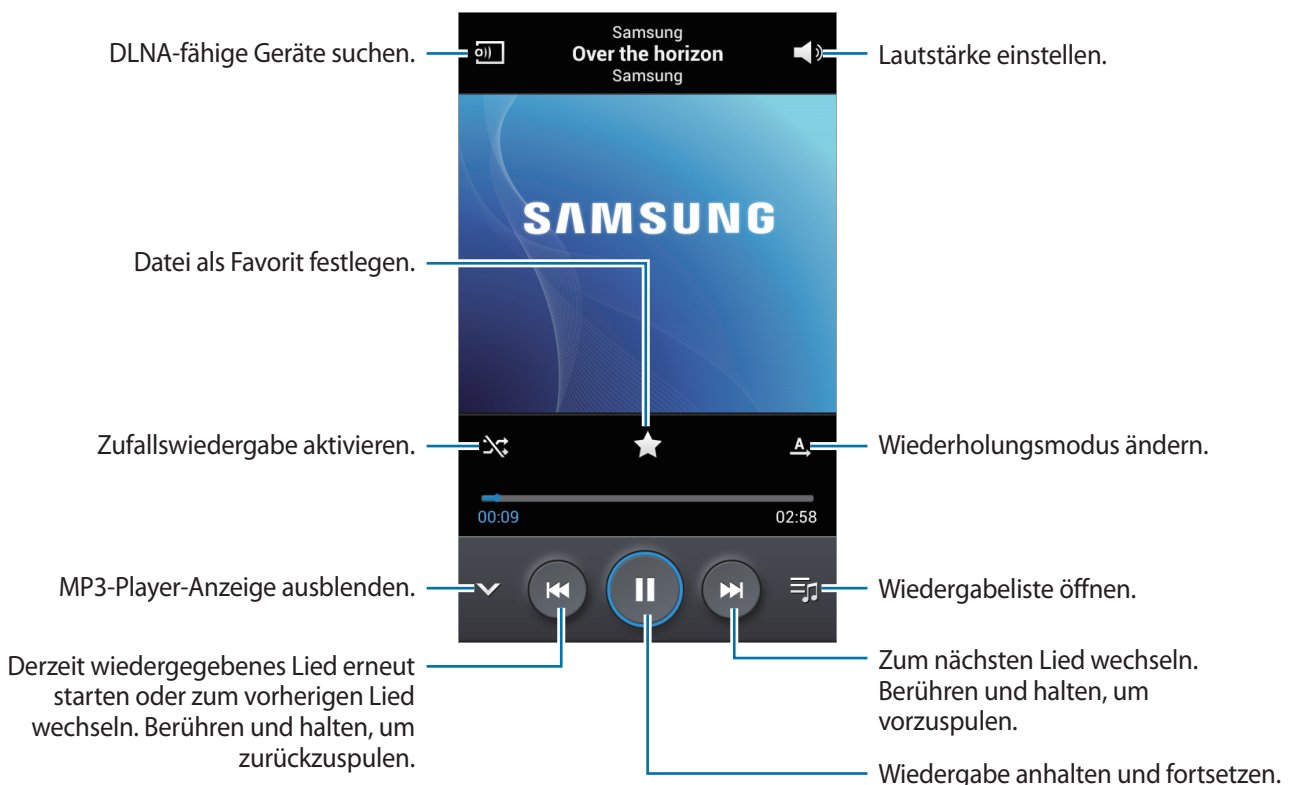 DLNA-fähige Geräte suchen.
Samsung
Over the horizon
Samsung
Lautstärke einstellen.
SAMSUNG
Datei als Favorit festlegen.
Zufallswiedergabe aktivieren.
A
Wiederholungsmodus ändern.
00:09
02:58
MP3-Player-Anzeige ausblenden.
Wiedergabeliste öffnen.
Derzeit wiedergegebenes Lied erneut
starten oder zum vorherigen Lied
wechseln. Berühren und halten, um
zurückzuspulen.
Zum nächsten Lied wechseln.
Berühren und halten, um
vorzuspulen.
Wiedergabe anhalten und fortsetzen.